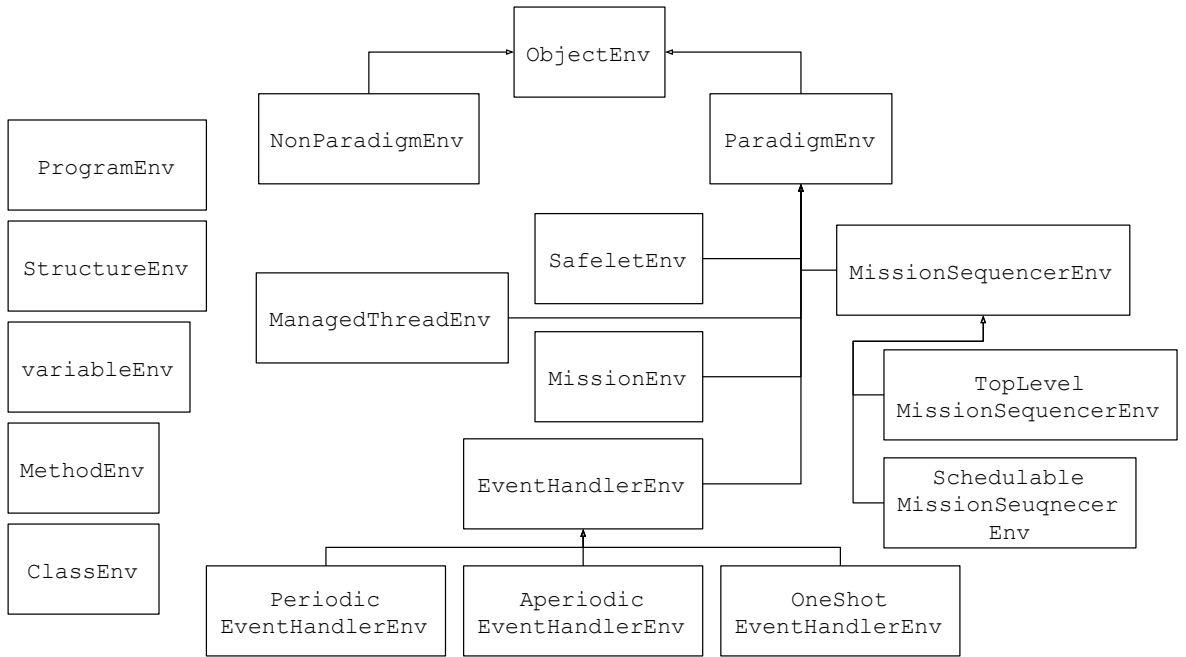 ObjectEnv
NonParadigmEnv
ParadigmEnv
ProgramEnv
StructureEnv
SafeletEnv
MissionSequencerEnv
ManagedThreadEnv
variableEnv
MissionEnv
TopLevel
MissionSequencerEnv
MethodEnv
EventHandlerEnv
Schedulable
MissionSeuqnecer
Env
ClassEnv
Periodic
EventHandlerEnv
Aperiodic
EventHandlerEnv
OneShot
EventHandlerEnv